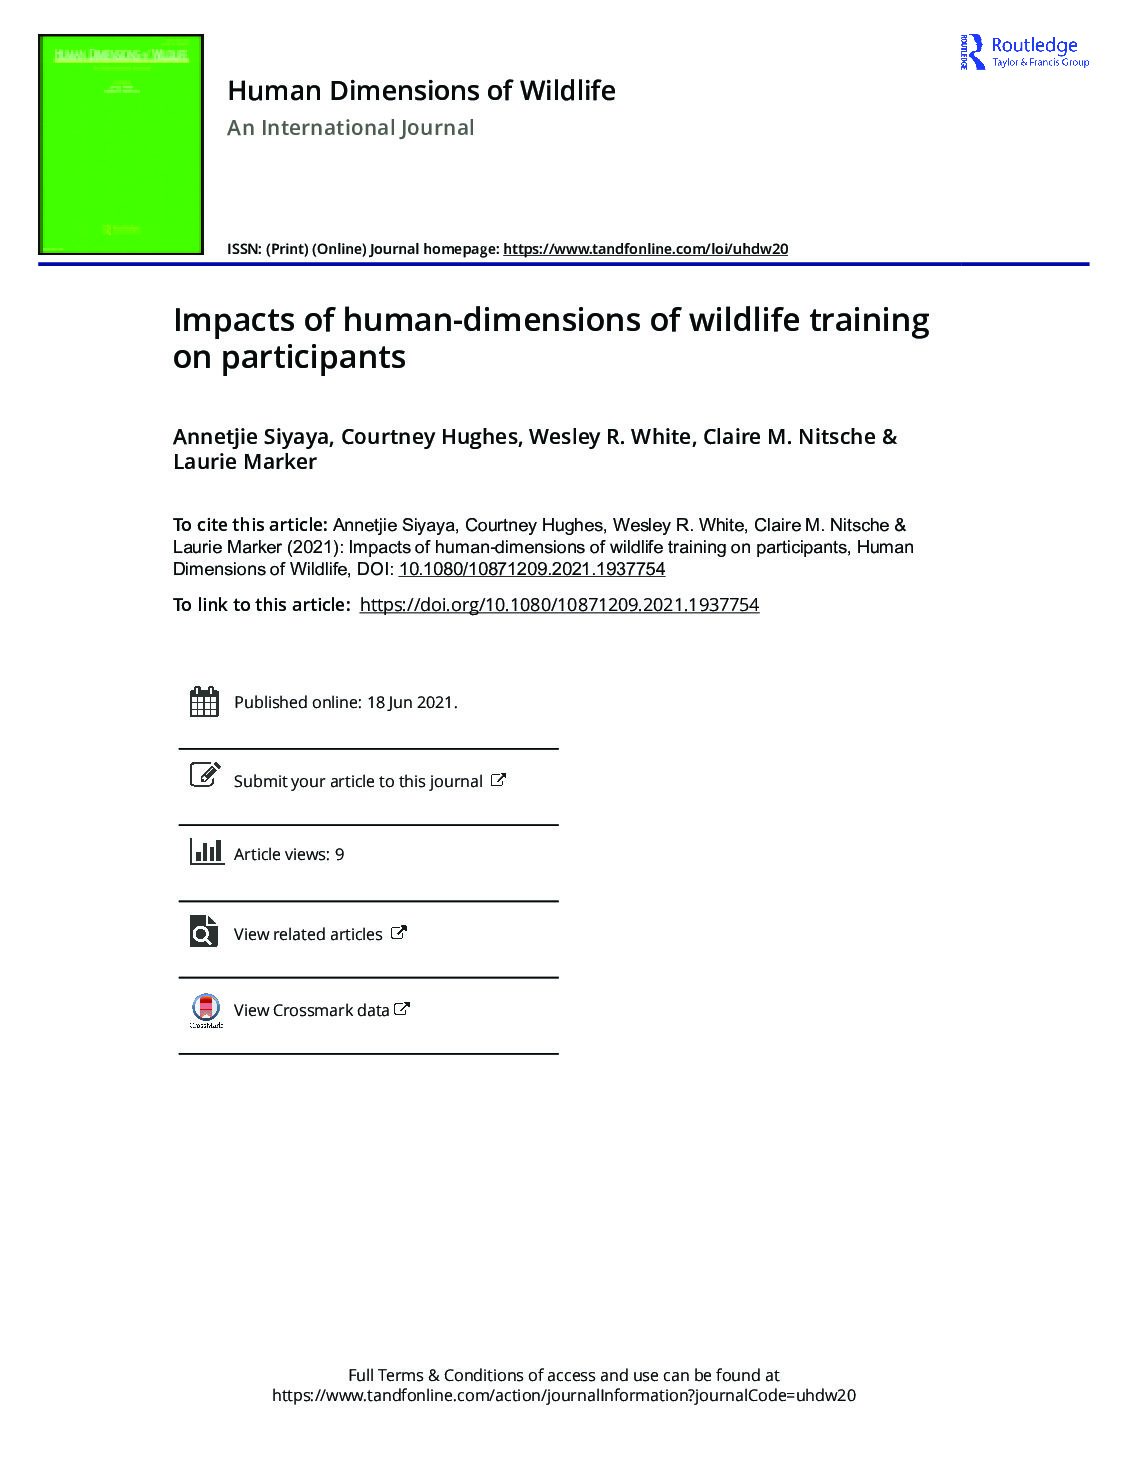 HUMAN DIMENSIONS of WILDLIFE
ROUTLEDGE
Routledge
Taylor & Francis Group
Human Dimensions of Wildlife
An International Journal
ISSN: (Print) (Online) Journal homepage: https://www.tandfonline.com/loi/uhdw20
Impacts of human-dimensions of wildlife training
on participants
Annetjie Siyaya, Courtney Hughes, Wesley R. White, Claire M. Nitsche &
Laurie Marker
To cite this article: Annetjie Siyaya, Courtney Hughes, Wesley R. White, Claire M. Nitsche &
Laurie Marker (2021): Impacts of human-dimensions of wildlife training on participants, Human
Dimensions of Wildlife, DOI: 10.1080/10871209.2021.1937754
To link to this article: https://doi.org/10.1080/10871209.2021.1937754
Published online: 18 Jun 2021.
Submit your article to this journal
Article views: 9
View related articles
CrossMark
View Crossmark data
Full Terms & Conditions of access and use can be found at
https://www.tandfonline.com/action/journalInformation?journalCode=uhdw20